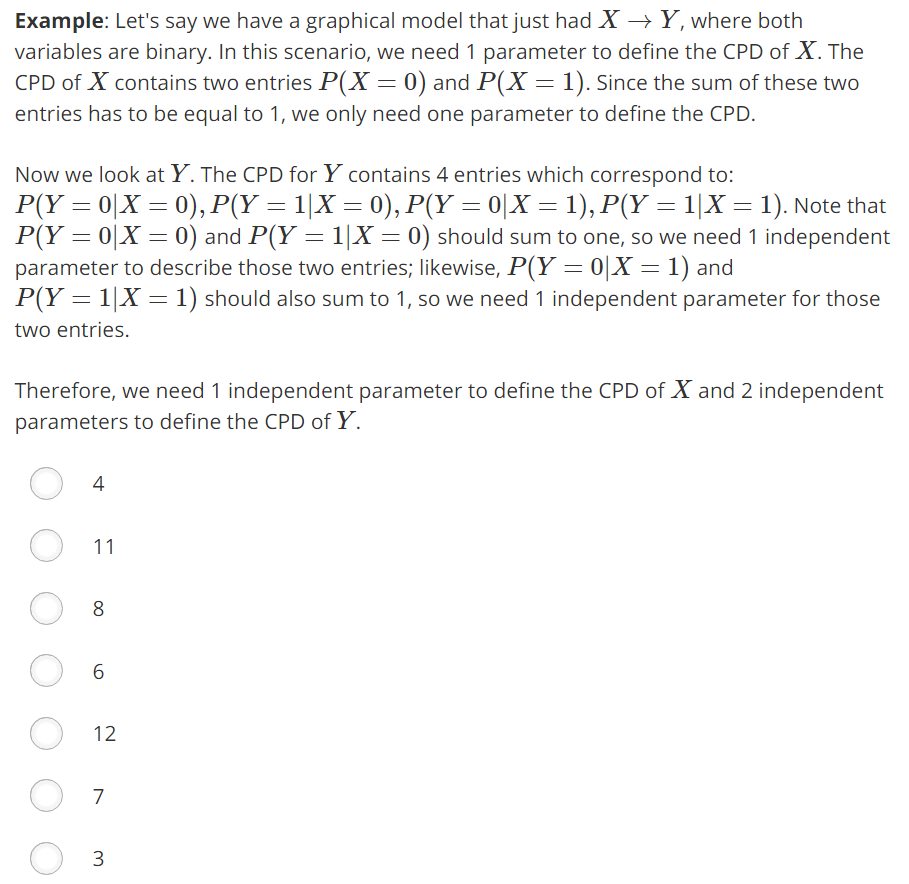 Example: Let's say we have a graphical model that just had X → Y, where both
variables are binary. In this scenario, we need 1 parameter to define the CPD of X. The
CPD of X contains two entries P(X = 0) and P(X = 1). Since the sum of these two
entries has to be equal to 1, we only need one parameter to define the CPD.
Now we look at Y. The CPD for Y contains 4 entries which correspond to:
P(Y = 0|X = 0), P(Y = 1|X = 0), P(Y = 0|X = 1), P(Y = 1|X = 1). Note that
P(Y = 0|X = 0) and P(Y = 1|X = 0) should sum to one, so we need 1 independent
parameter to describe those two entries; likewise, P(Y = 0|X = 1) and
P(Y = 1|X = 1) should also sum to 1, so we need 1 independent parameter for those
two entries.
Therefore, we need 1 independent parameter to define the CPD of X and 2 independent
parameters to define the CPD of Y.
4
11
8
6
12
7
3